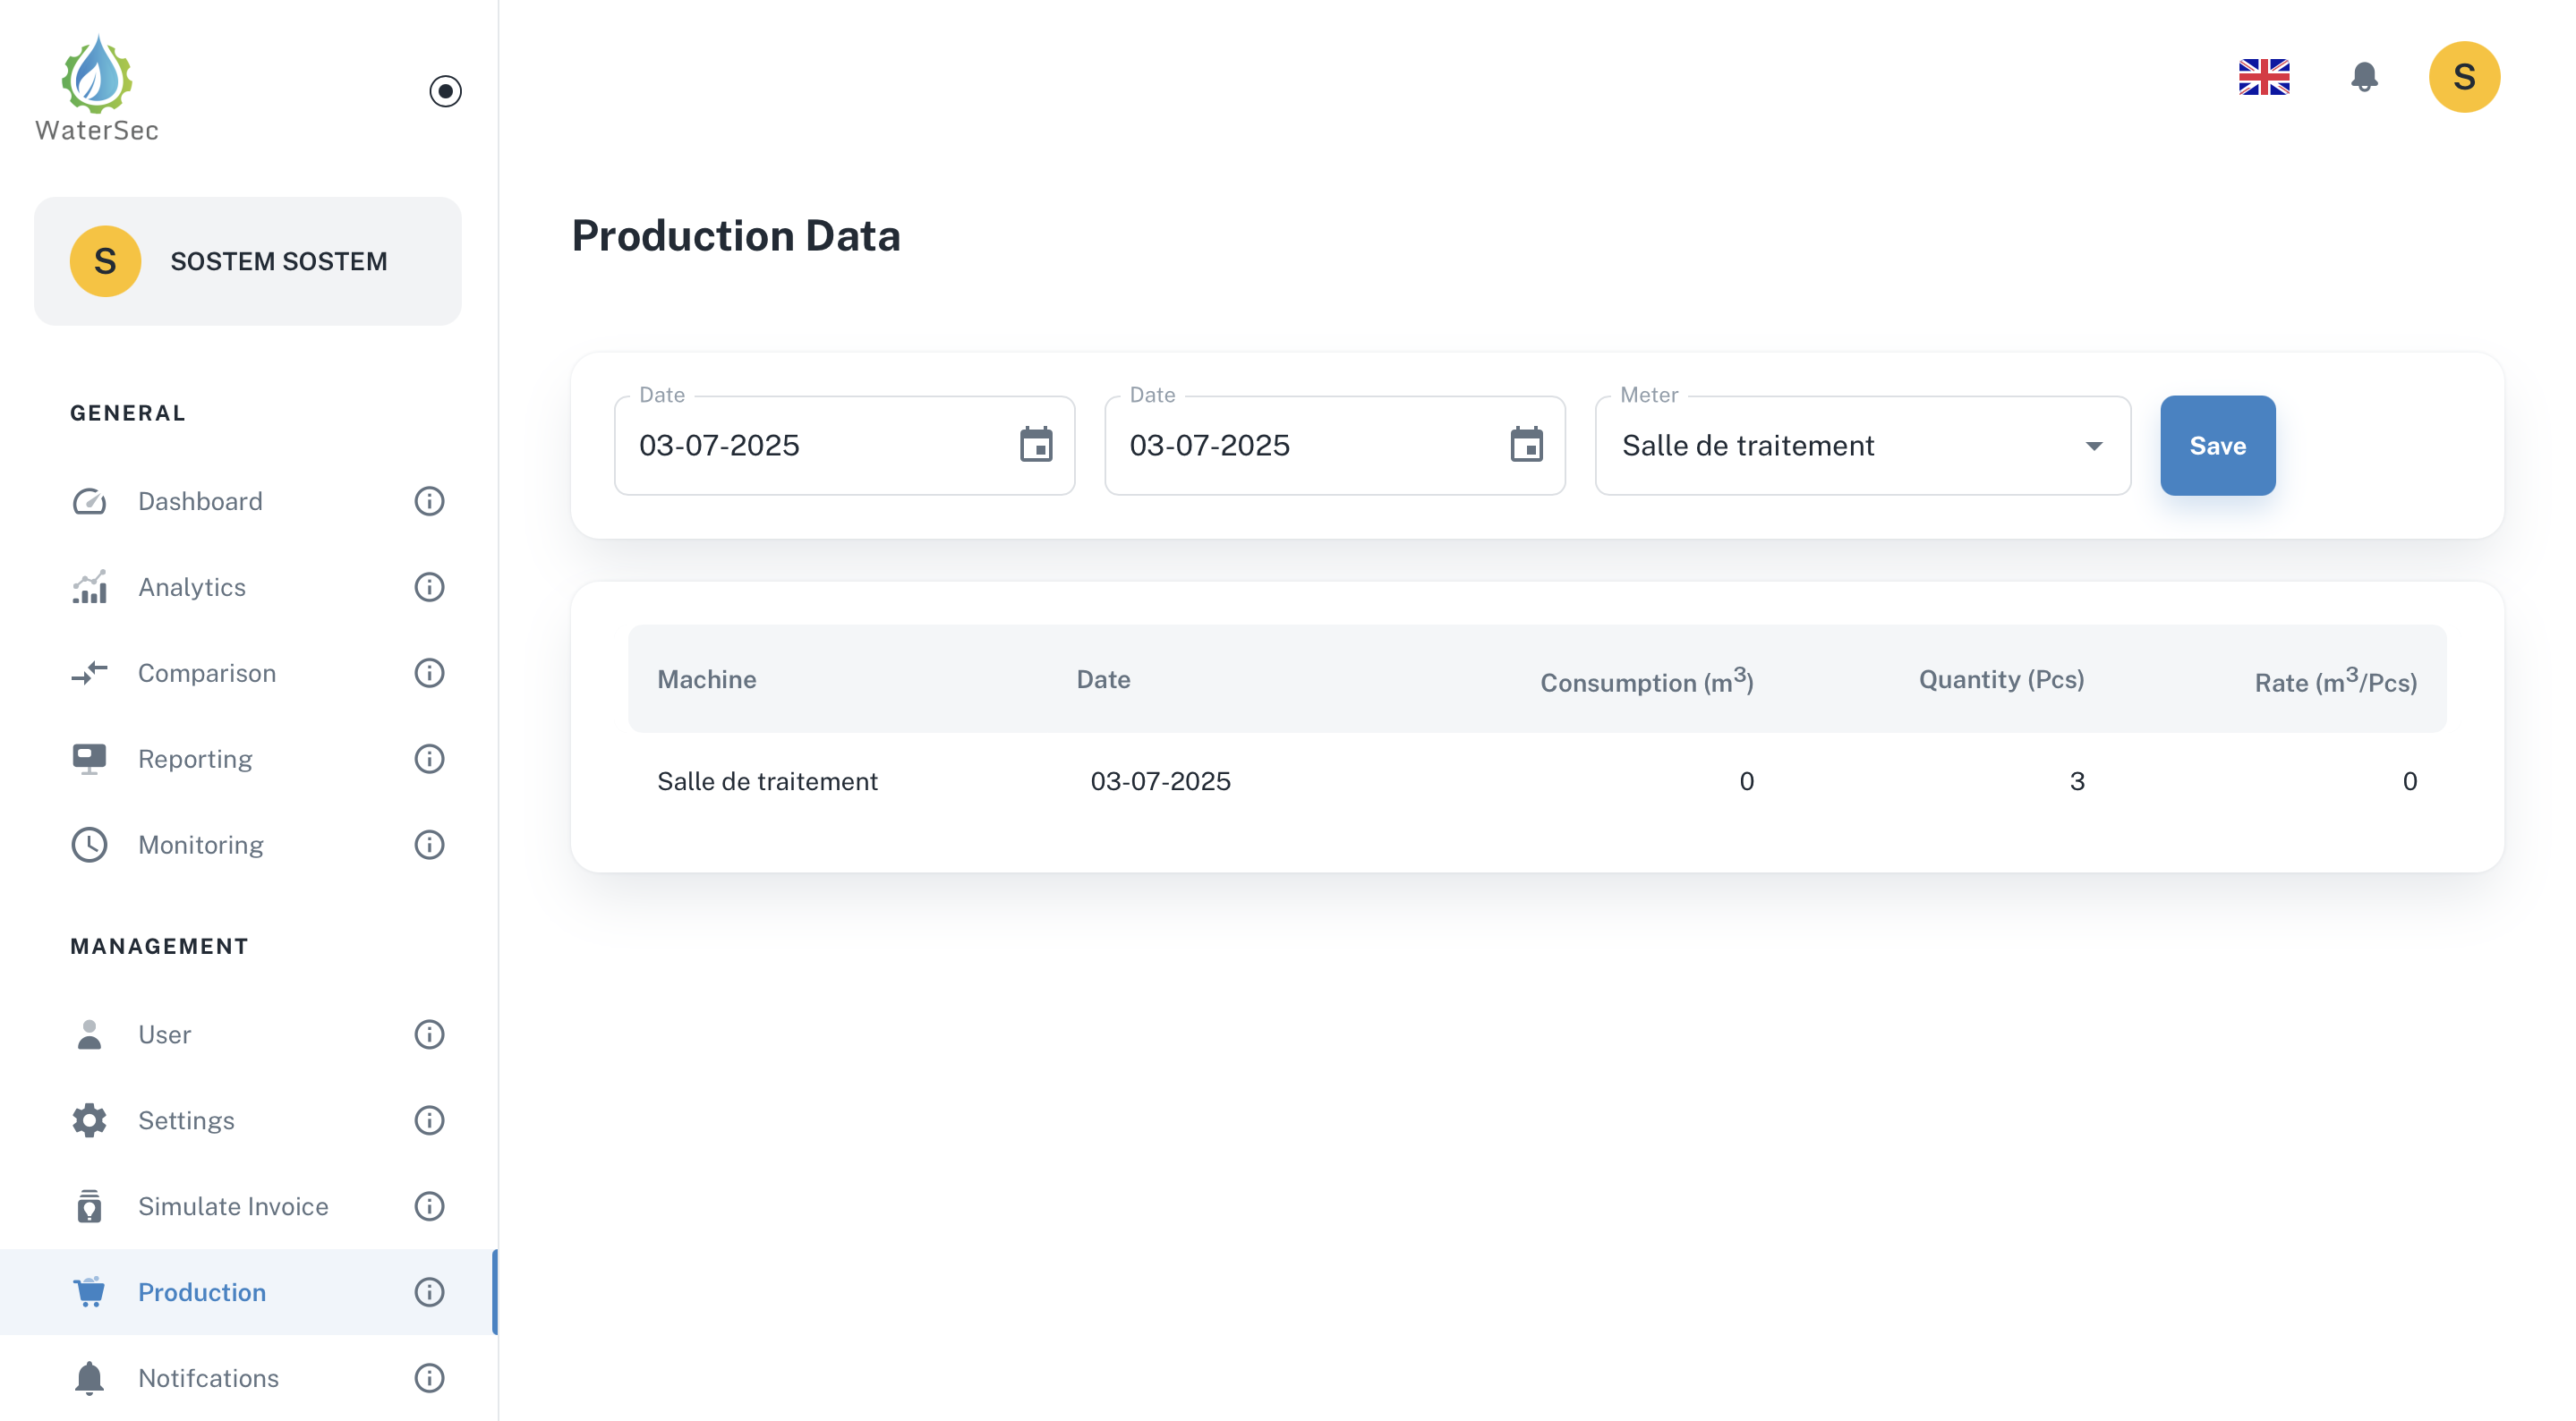 WaterSec
S
S
SOSTEM SOSTEM
GENERAL
Dashboard
Analytics
Comparison
Reporting
Monitoring
MANAGEMENT
User
Settings
Simulate Invoice
Production
Notifcations
Production Data
Date
03-07-2025
Date
03-07-2025
Meter
Salle de traitement
Save
Machine Date Consumption (m³) Quantity (Pcs) Rate (m³/Pcs)
Salle de traitement 03-07-2025 0 3 0